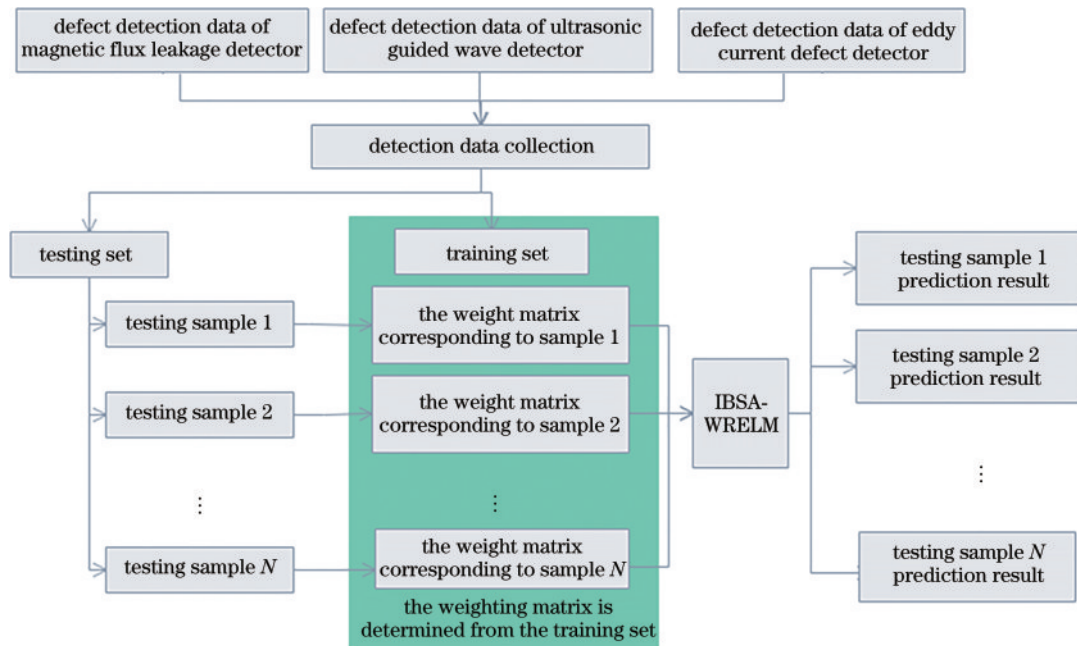 defect detection data of
magnetic flux leakage detector
defect detection data of ultrasonic
guided wave detector
defect detection data of eddy
current defect detector
detection data collection
testing set
training set
testing sample 1
the weight matrix
corresponding to sample 1
testing sample 2
the weight matrix
corresponding to sample 2
⋮
⋮
testing sample N
the weight matrix
corresponding to sample N
the weighting matrix is
determined from the training set
IBSA-
WRELM
testing sample 1
prediction result
testing sample 2
prediction result
⋮
testing sample N
prediction result